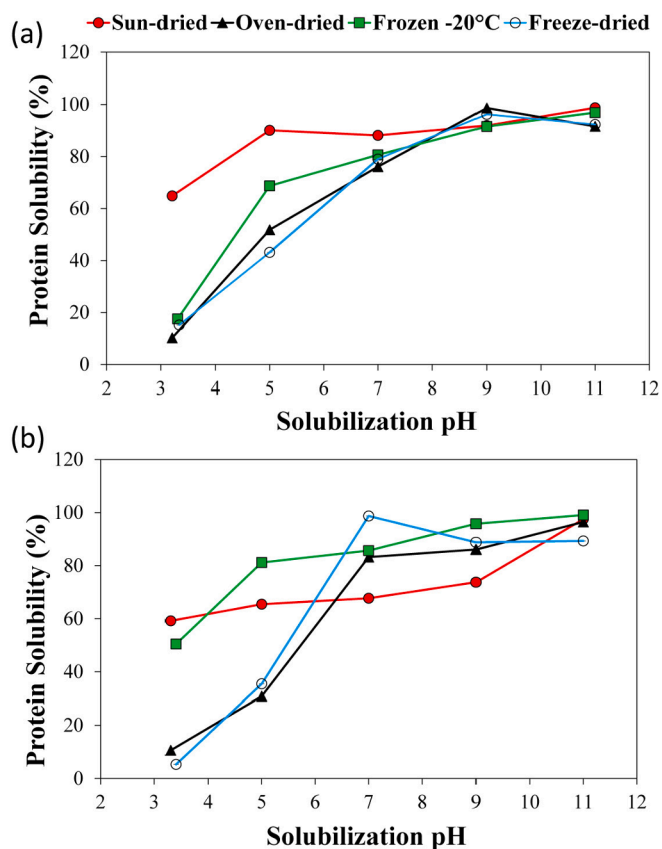 (a)
Sun-dried Oven-dried Frozen -20°C Freeze-dried
120
100
80
60
40
20
0
Protein Solubility (%)
2 3 4 5 6 7 8 9 10 11 12
Solubilization pH
(b)
120
100
80
60
40
20
0
Protein Solubility (%)
2 3 4 5 6 7 8 9 10 11 12
Solubilization pH